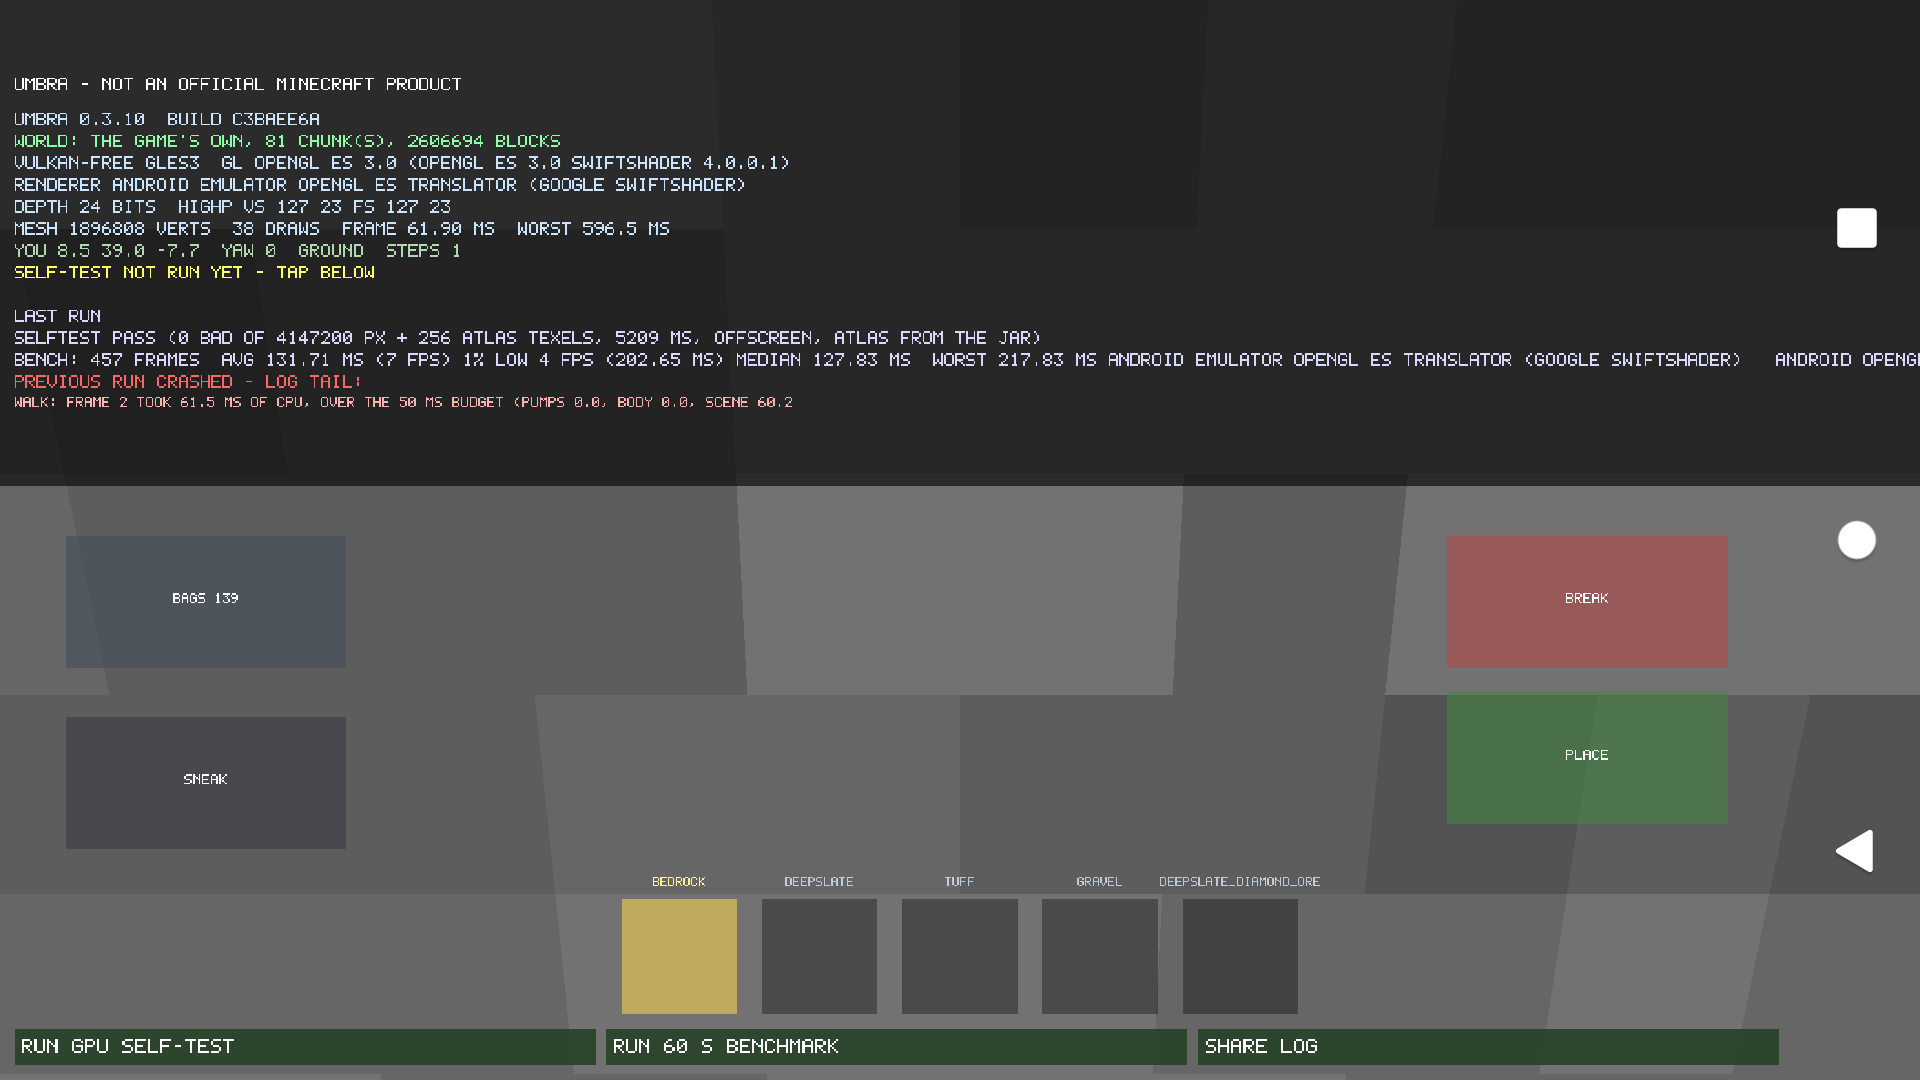 UMBRA - NOT AN OFFICIAL MINECRAFT PRODUCT
UMBRA 0.3.10  BUILD C3BAEE6A
WORLD: THE GAME'S OWN, 81 CHUNK(S), 2606694 BLOCKS
VULKAN-FREE GLES3  GL OPENGL ES 3.0 (OPENGL ES 3.0 SWIFTSHADER 4.0.0.1)
RENDERER ANDROID EMULATOR OPENGL ES TRANSLATOR (GOOGLE SWIFTSHADER)
DEPTH 24 BITS  HIGHP VS 127 23 FS 127 23
MESH 1896808 VERTS  38 DRAWS  FRAME 61.90 MS  WORST 596.5 MS
YOU 8.5 39.0 -7.7  YAW 0  GROUND  STEPS 1
SELF-TEST NOT RUN YET - TAP BELOW
LAST RUN
SELFTEST PASS (0 BAD OF 4147200 PX + 256 ATLAS TEXELS, 5209 MS, OFFSCREEN, ATLAS FROM THE JAR)
BENCH: 457 FRAMES  AVG 131.71 MS (7 FPS) 1% LOW 4 FPS (202.65 MS) MEDIAN 127.83 MS  WORST 217.83 MS ANDROID EMULATOR OPENGL ES TRANSLATOR (GOOGLE SWIFTSHADER)   ANDROID OPENG
PREVIOUS RUN CRASHED - LOG TAIL:
WALK: FRAME 2 TOOK 61.5 MS OF CPU, OVER THE 50 MS BUDGET (PUMPS 0.0, BODY 0.0, SCENE 60.2
BAGS 139
BREAK
SNEAK
PLACE
BEDROCK
DEEPSLATE
TUFF
GRAVEL
DEEPSLATE_DIAMOND_ORE
RUN GPU SELF-TEST
RUN 60 S BENCHMARK
SHARE LOG